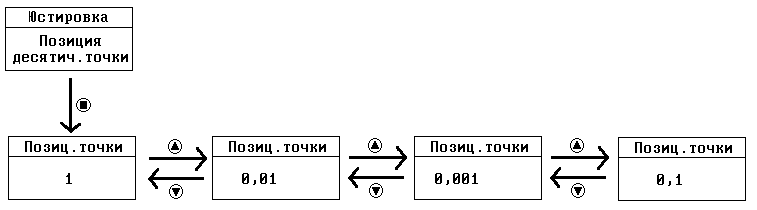 Юстировка
Позиция
десятич.точки
Позиц.точки
1
Позиц.точки
0,01
Позиц.точки
0,001
Позиц.точки
0,1